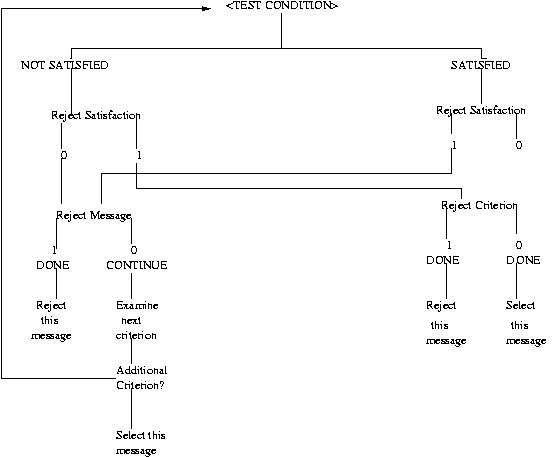 <TEST CONDITION>
NOT SATISFIED
SATISFIED
Reject Satisfaction
Reject Satisfaction
0
1
1
0
Reject Message
Reject Criterion
1
0
1
0
DONE
CONTINUE
DONE
DONE
Reject
this
message
Examine
next
criterion
Reject
this
message
Select
this
message
Additional
Criterion?
Select this
message